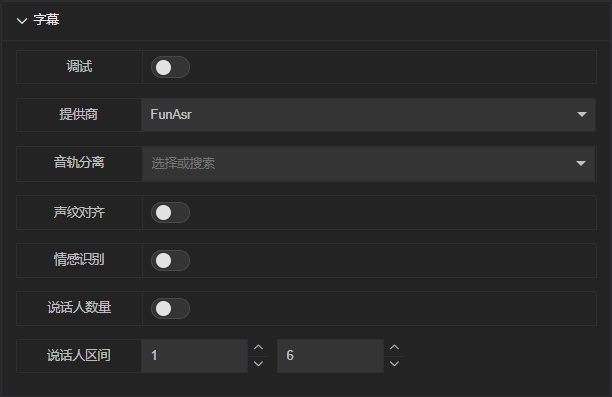 字幕
调试
提供商 FunAsr
音轨分离 选择或搜索
声纹对齐
情感识别
说话人数量
说话人区间 1 6